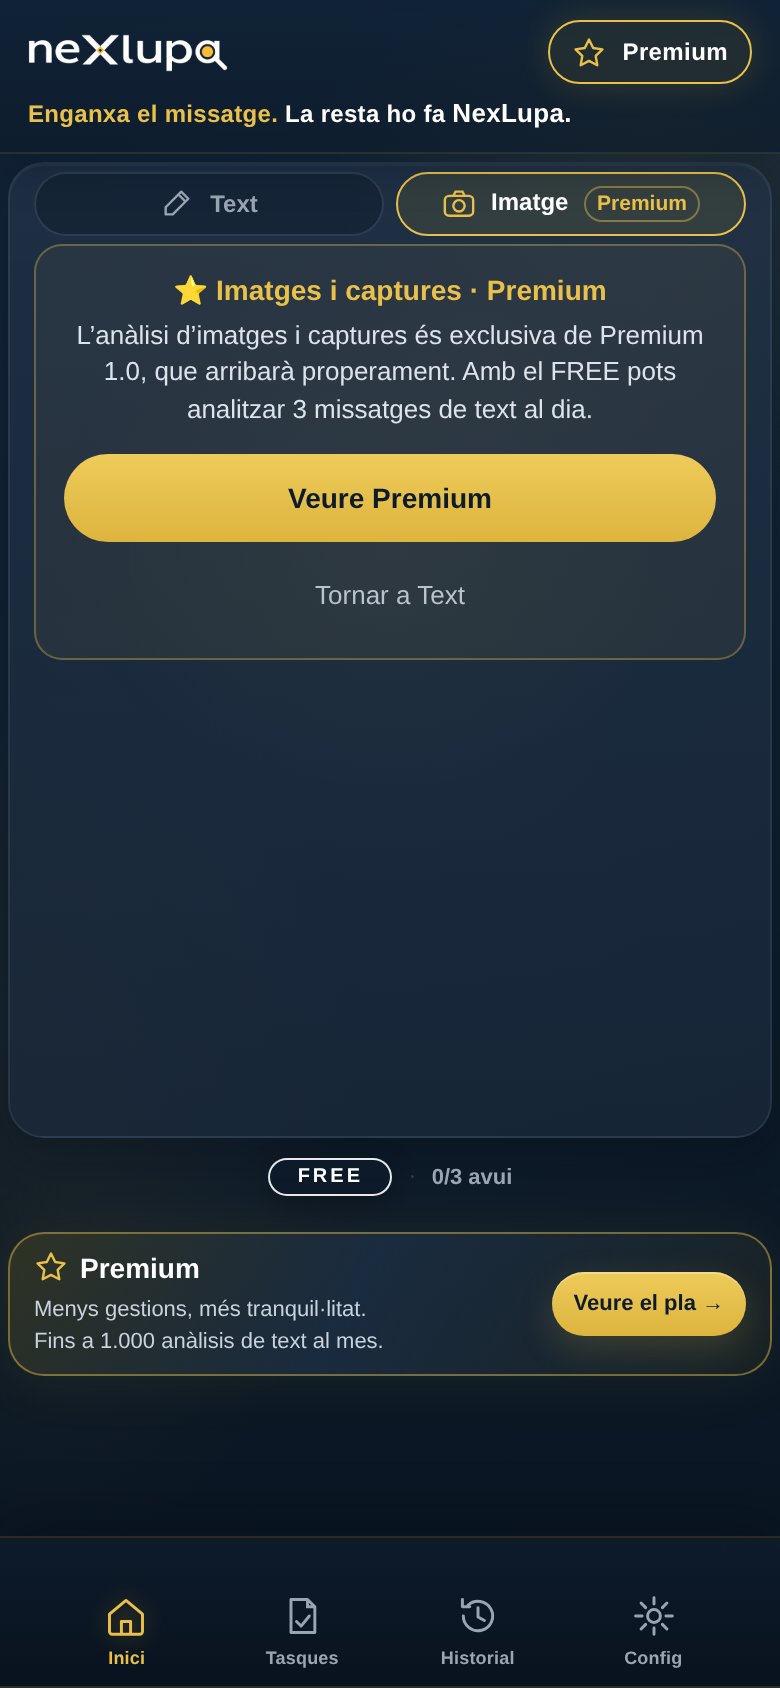 nexlupa
Premium
Enganxa el missatge. La resta ho fa NexLupa.
Text
Imatge Premium
⭐ Imatges i captures · Premium
L’anàlisi d’imatges i captures és exclusiva de Premium
1.0, que arribarà properament. Amb el FREE pots
analitzar 3 missatges de text al dia.
Veure Premium
Tornar a Text
FREE · 0/3 avui
Premium
Menys gestions, més tranquil·litat.
Fins a 1.000 anàlisis de text al mes.
Veure el pla →
Inici
Tasques
Historial
Config